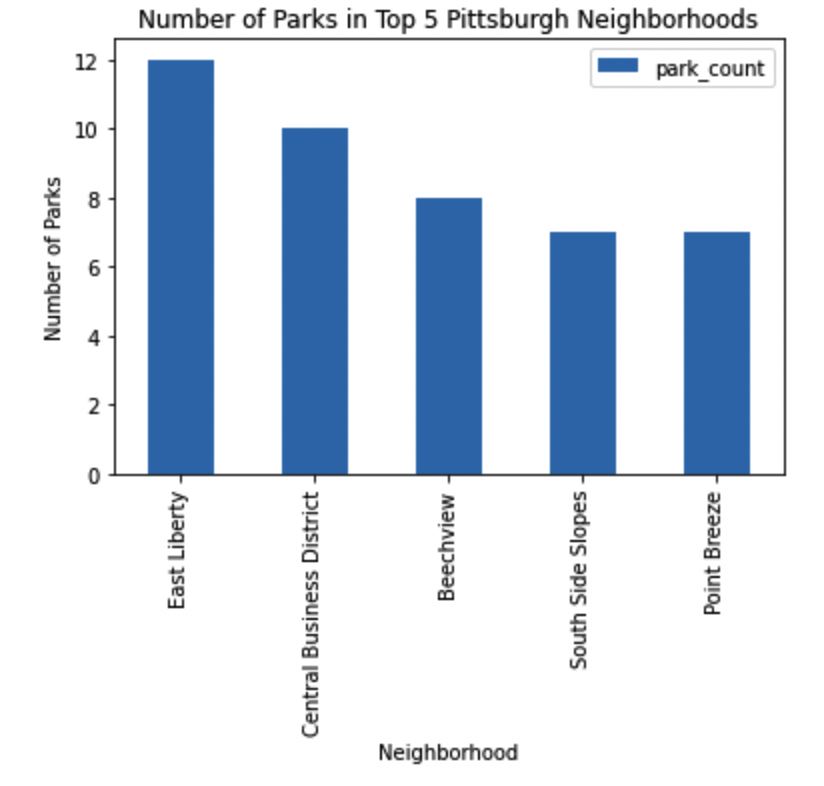 Number of Parks in Top 5 Pittsburgh Neighborhoods
park_count
12
10
8
6
4
2
0
Number of Parks
East Liberty
Central Business District
Beechview
South Side Slopes
Point Breeze
Neighborhood